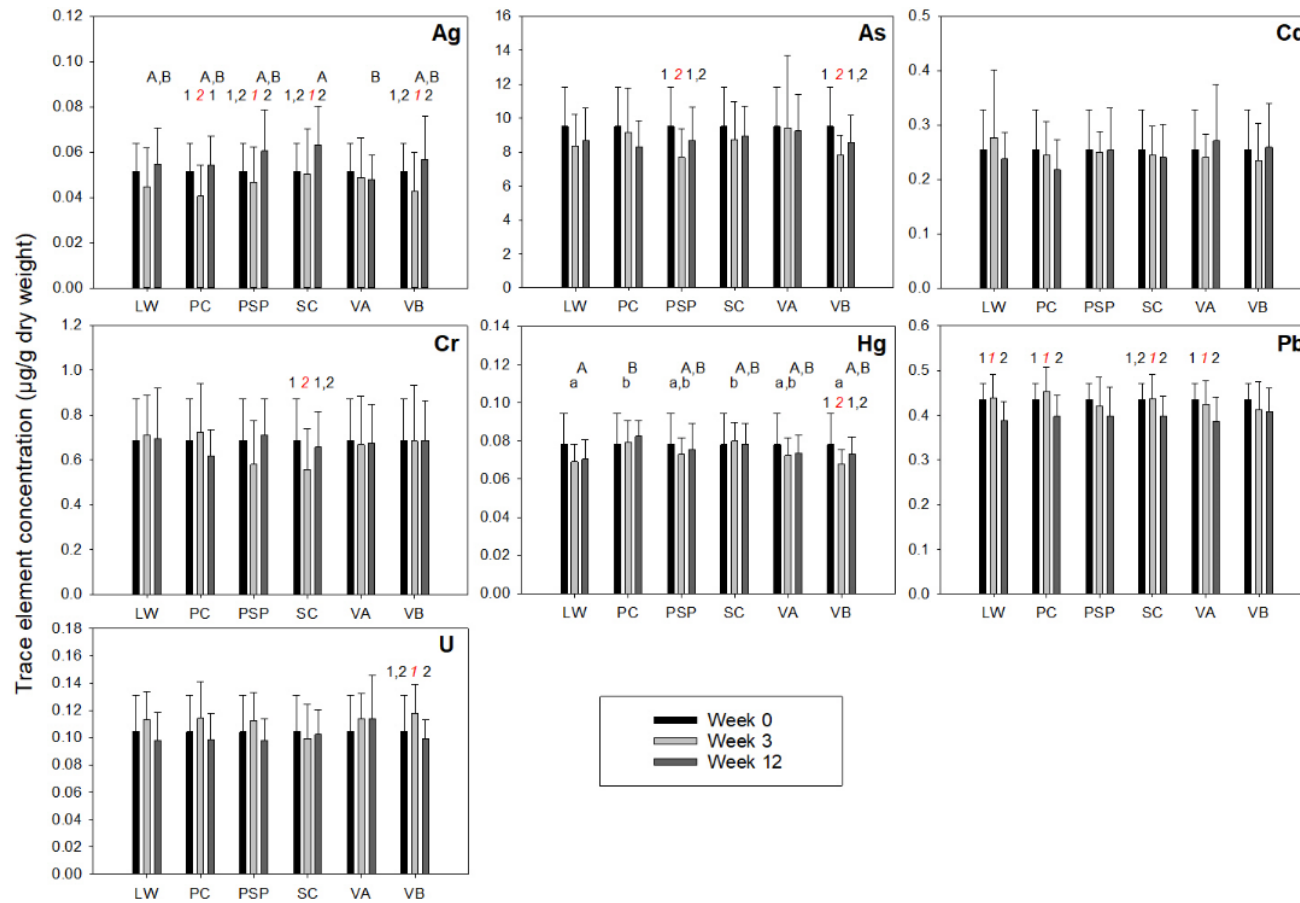 Trace element concentration (µg/g dry weight)
Ag
0.12
0.10
0.08
0.06
0.04
0.02
0.00
A,B A,B A,B A B A,B
1 2 1 1,2 1 2 1,2 1 2 1,2 1 2
LW PC PSP SC VA VB
As
16
14
12
10
8
6
4
2
0
1 2 1,2 1 2 1,2
LW PC PSP SC VA VB
Cd
0.5
0.4
0.3
0.2
0.1
0.0
LW PC PSP SC VA VB
Cr
1.2
1.0
0.8
0.6
0.4
0.2
0.0
1 2 1,2
LW PC PSP SC VA VB
Hg
0.14
0.12
0.10
0.08
0.06
0.04
0.02
0.00
A B A,B A,B A,B A,B
a b a,b b a,b a
1 2 1,2
LW PC PSP SC VA VB
Pb
0.6
0.5
0.4
0.3
0.2
0.1
0.0
1 1 2 1 1 2 1,2 1 2 1 1 2
LW PC PSP SC VA VB
U
0.18
0.16
0.14
0.12
0.10
0.08
0.06
0.04
0.02
0.00
1,2 1 2
LW PC PSP SC VA VB
Week 0
Week 3
Week 12